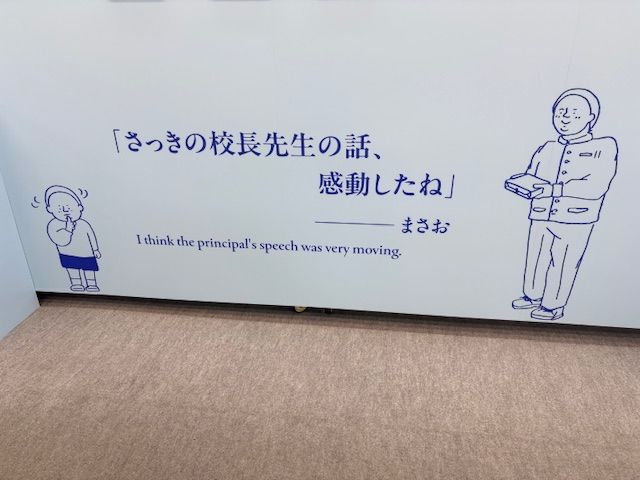 「さっきの校長先生の話、
感動したね」
まさお
I think the principal's speech was very moving.